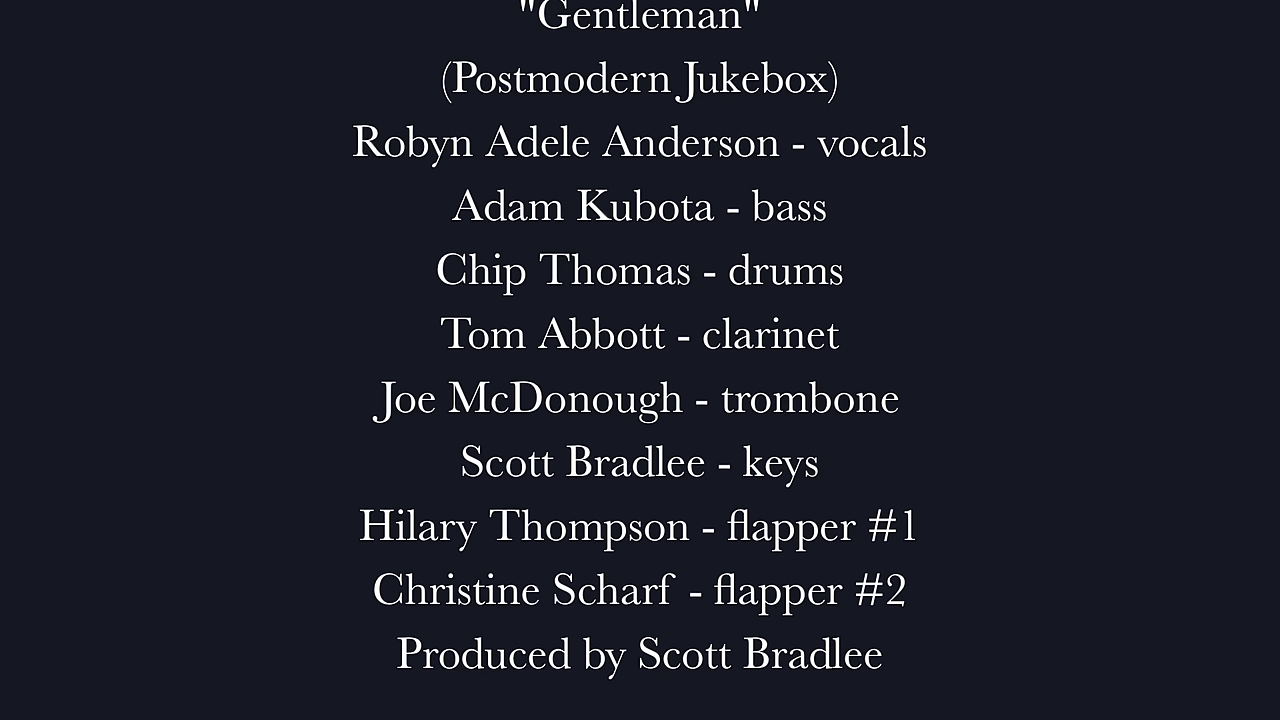 "Gentleman"
(Postmodern Jukebox)
Robyn Adele Anderson - vocals
Adam Kubota - bass
Chip Thomas - drums
Tom Abbott - clarinet
Joe McDonough - trombone
Scott Bradlee - keys
Hilary Thompson - flapper #1
Christine Scharf - flapper #2
Produced by Scott Bradlee